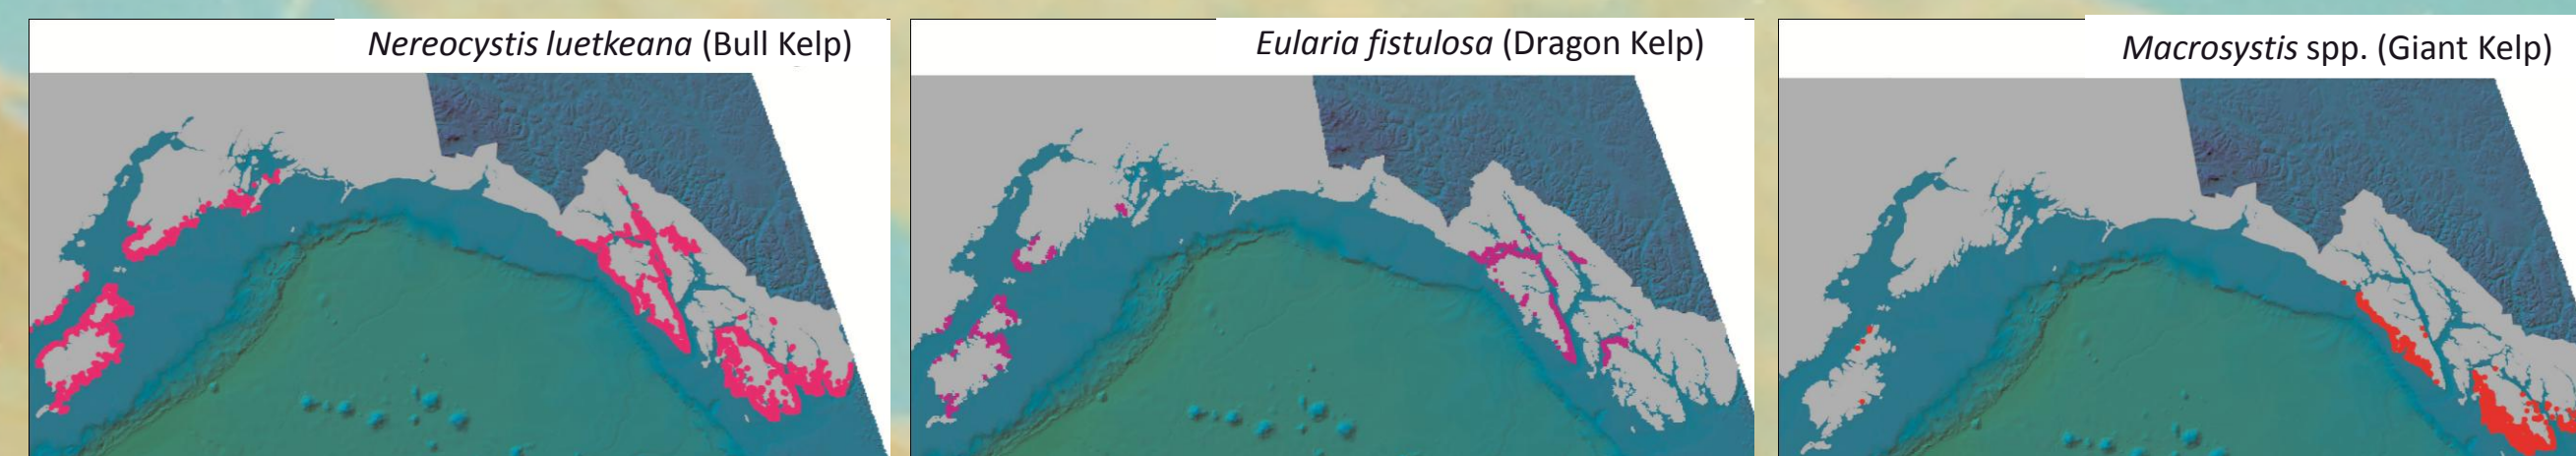 Nereocystis luetkeana (Bull Kelp)
Eularia fistulosa (Dragon Kelp)
Macrosystis spp. (Giant Kelp)